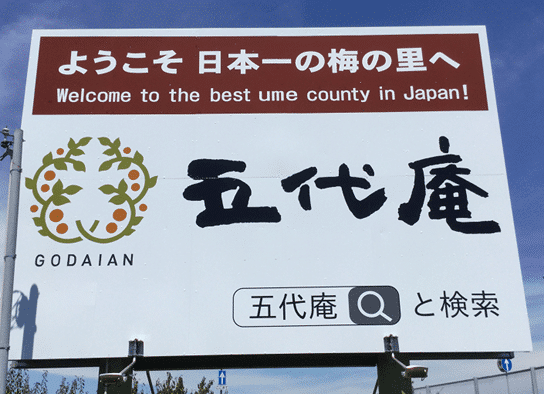 ようこそ 日本一の梅の里へ
Welcome to the best ume county in Japan!
五代庵
GODAIAN
五代庵 と検索